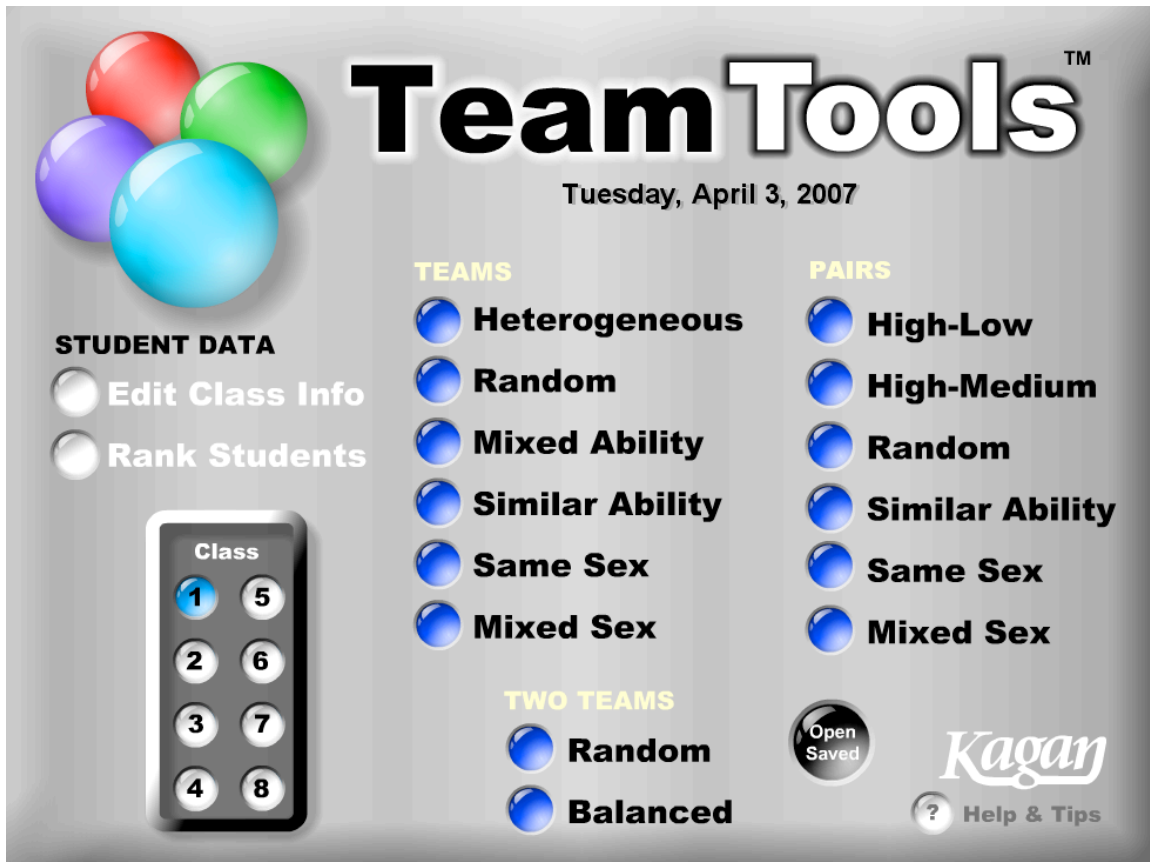 TeamTools™
Tuesday, April 3, 2007
STUDENT DATA
Edit Class Info
Rank Students
Class
1 5
2 6
3 7
4 8
TEAMS
Heterogeneous
Random
Mixed Ability
Similar Ability
Same Sex
Mixed Sex
PAIRS
High-Low
High-Medium
Random
Similar Ability
Same Sex
Mixed Sex
TWO TEAMS
Random
Balanced
Open
Saved
Kagan
? Help & Tips